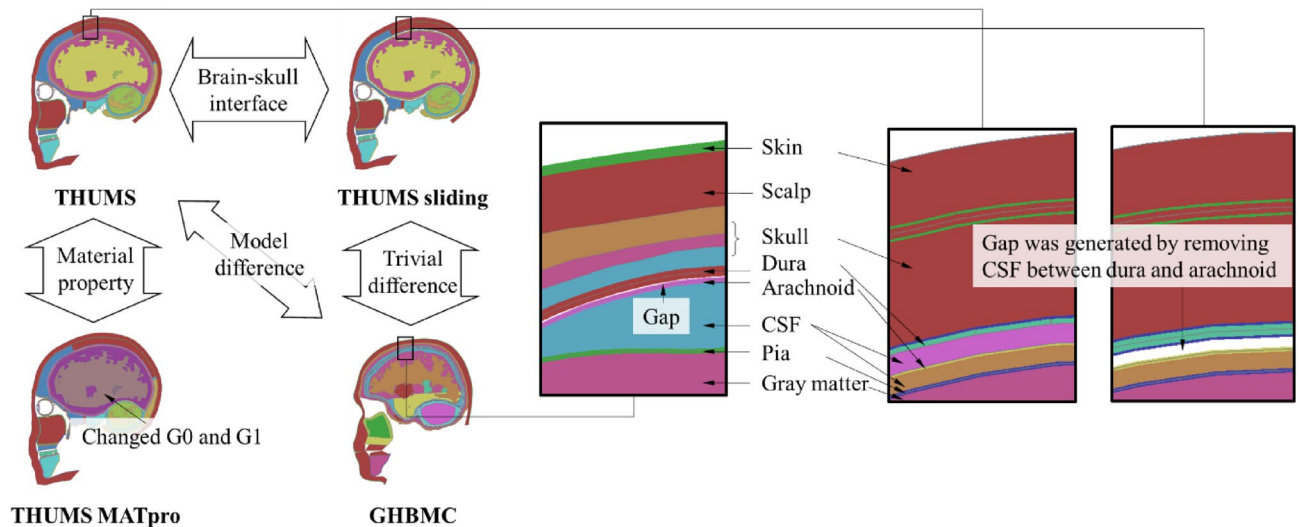 Brain-skull
interface
THUMS
THUMS sliding
Material
property
Model
difference
Trivial
difference
Changed G0 and G1
THUMS MATpro
GHBMC
Skin
Scalp
Skull
Dura
Arachnoid
Gap
CSF
Pia
Gray matter
Gap was generated by removing
CSF between dura and arachnoid